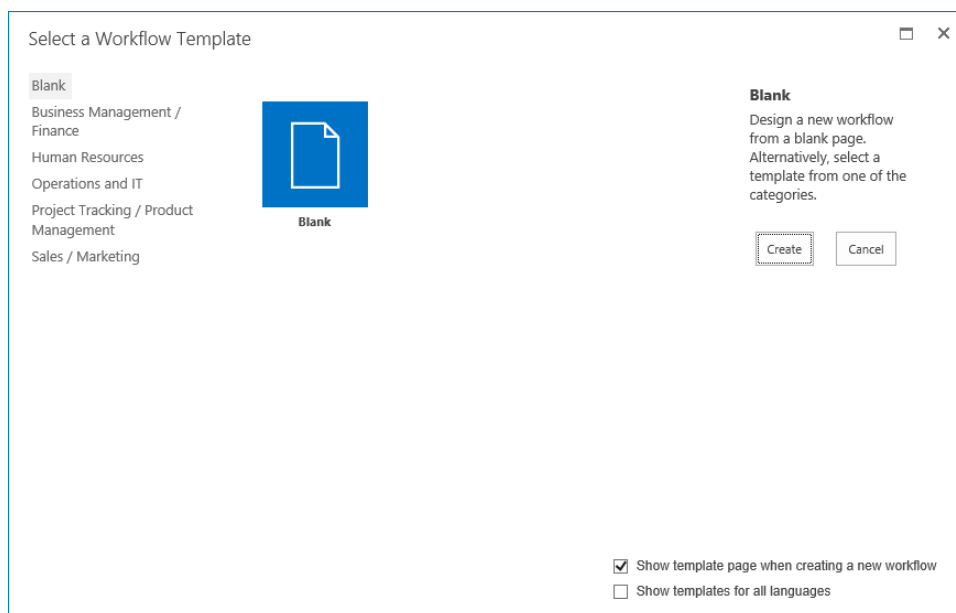 Select a Workflow Template
Blank
Business Management /
Finance
Human Resources
Operations and IT
Project Tracking / Product
Management
Sales / Marketing
Blank
Blank
Design a new workflow
from a blank page.
Alternatively, select a
template from one of the
categories.
Create
Cancel
Show template page when creating a new workflow
Show templates for all languages